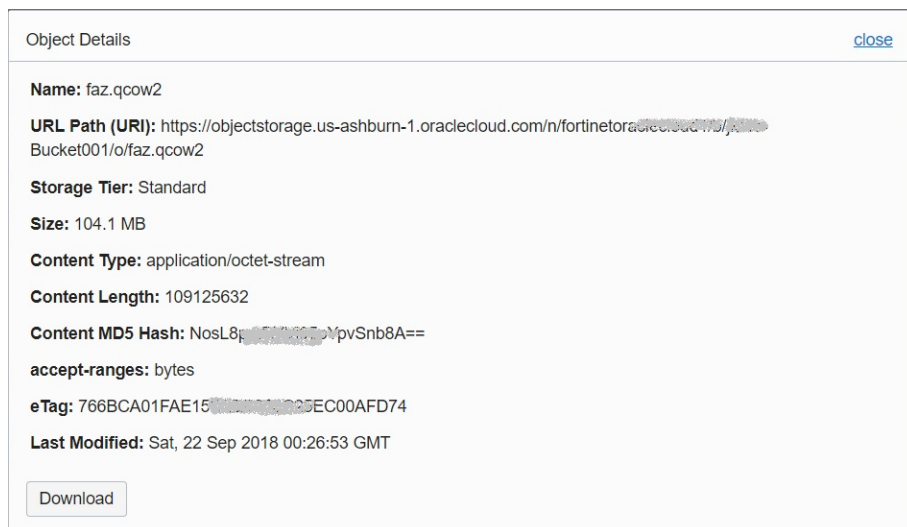 Object Details close
Name: faz.qcow2
URL Path (URI): https://objectstorage.us-ashburn-1.oraclecloud.com/n/fortinetora
Bucket001/o/faz.qcow2
Storage Tier: Standard
Size: 104.1 MB
Content Type: application/octet-stream
Content Length: 109125632
Content MD5 Hash: NosL8 YpvSnb8A==
accept-ranges: bytes
eTag: 766BCA01FAE15 EC00AFD74
Last Modified: Sat, 22 Sep 2018 00:26:53 GMT
Download